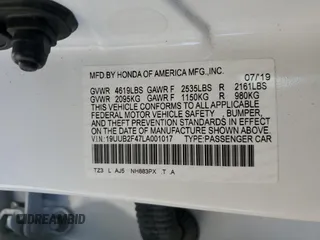 MFD.BY HONDA OF AMERICA MFG.,INC. 07/19
GVWR 4619LBS GAWR F 2535LBS R 2161LBS
GVWR 2095KG GAWR F 1150KG R 980KG
THIS VEHICLE CONFORMS TO ALL APPLICABLE
FEDERAL MOTOR VEHICLE SAFETY , BUMPER,
AND THEFT PREVENTION STANDARDS IN EFFECT
ON THE DATE OF MANUFACTURE SHOWN ABOVE.
V I N: 19UUB2F47LA001017 TYPE:PASSENGER CAR
TZ3 L AJ5 NH883PX T A
DREAMBID